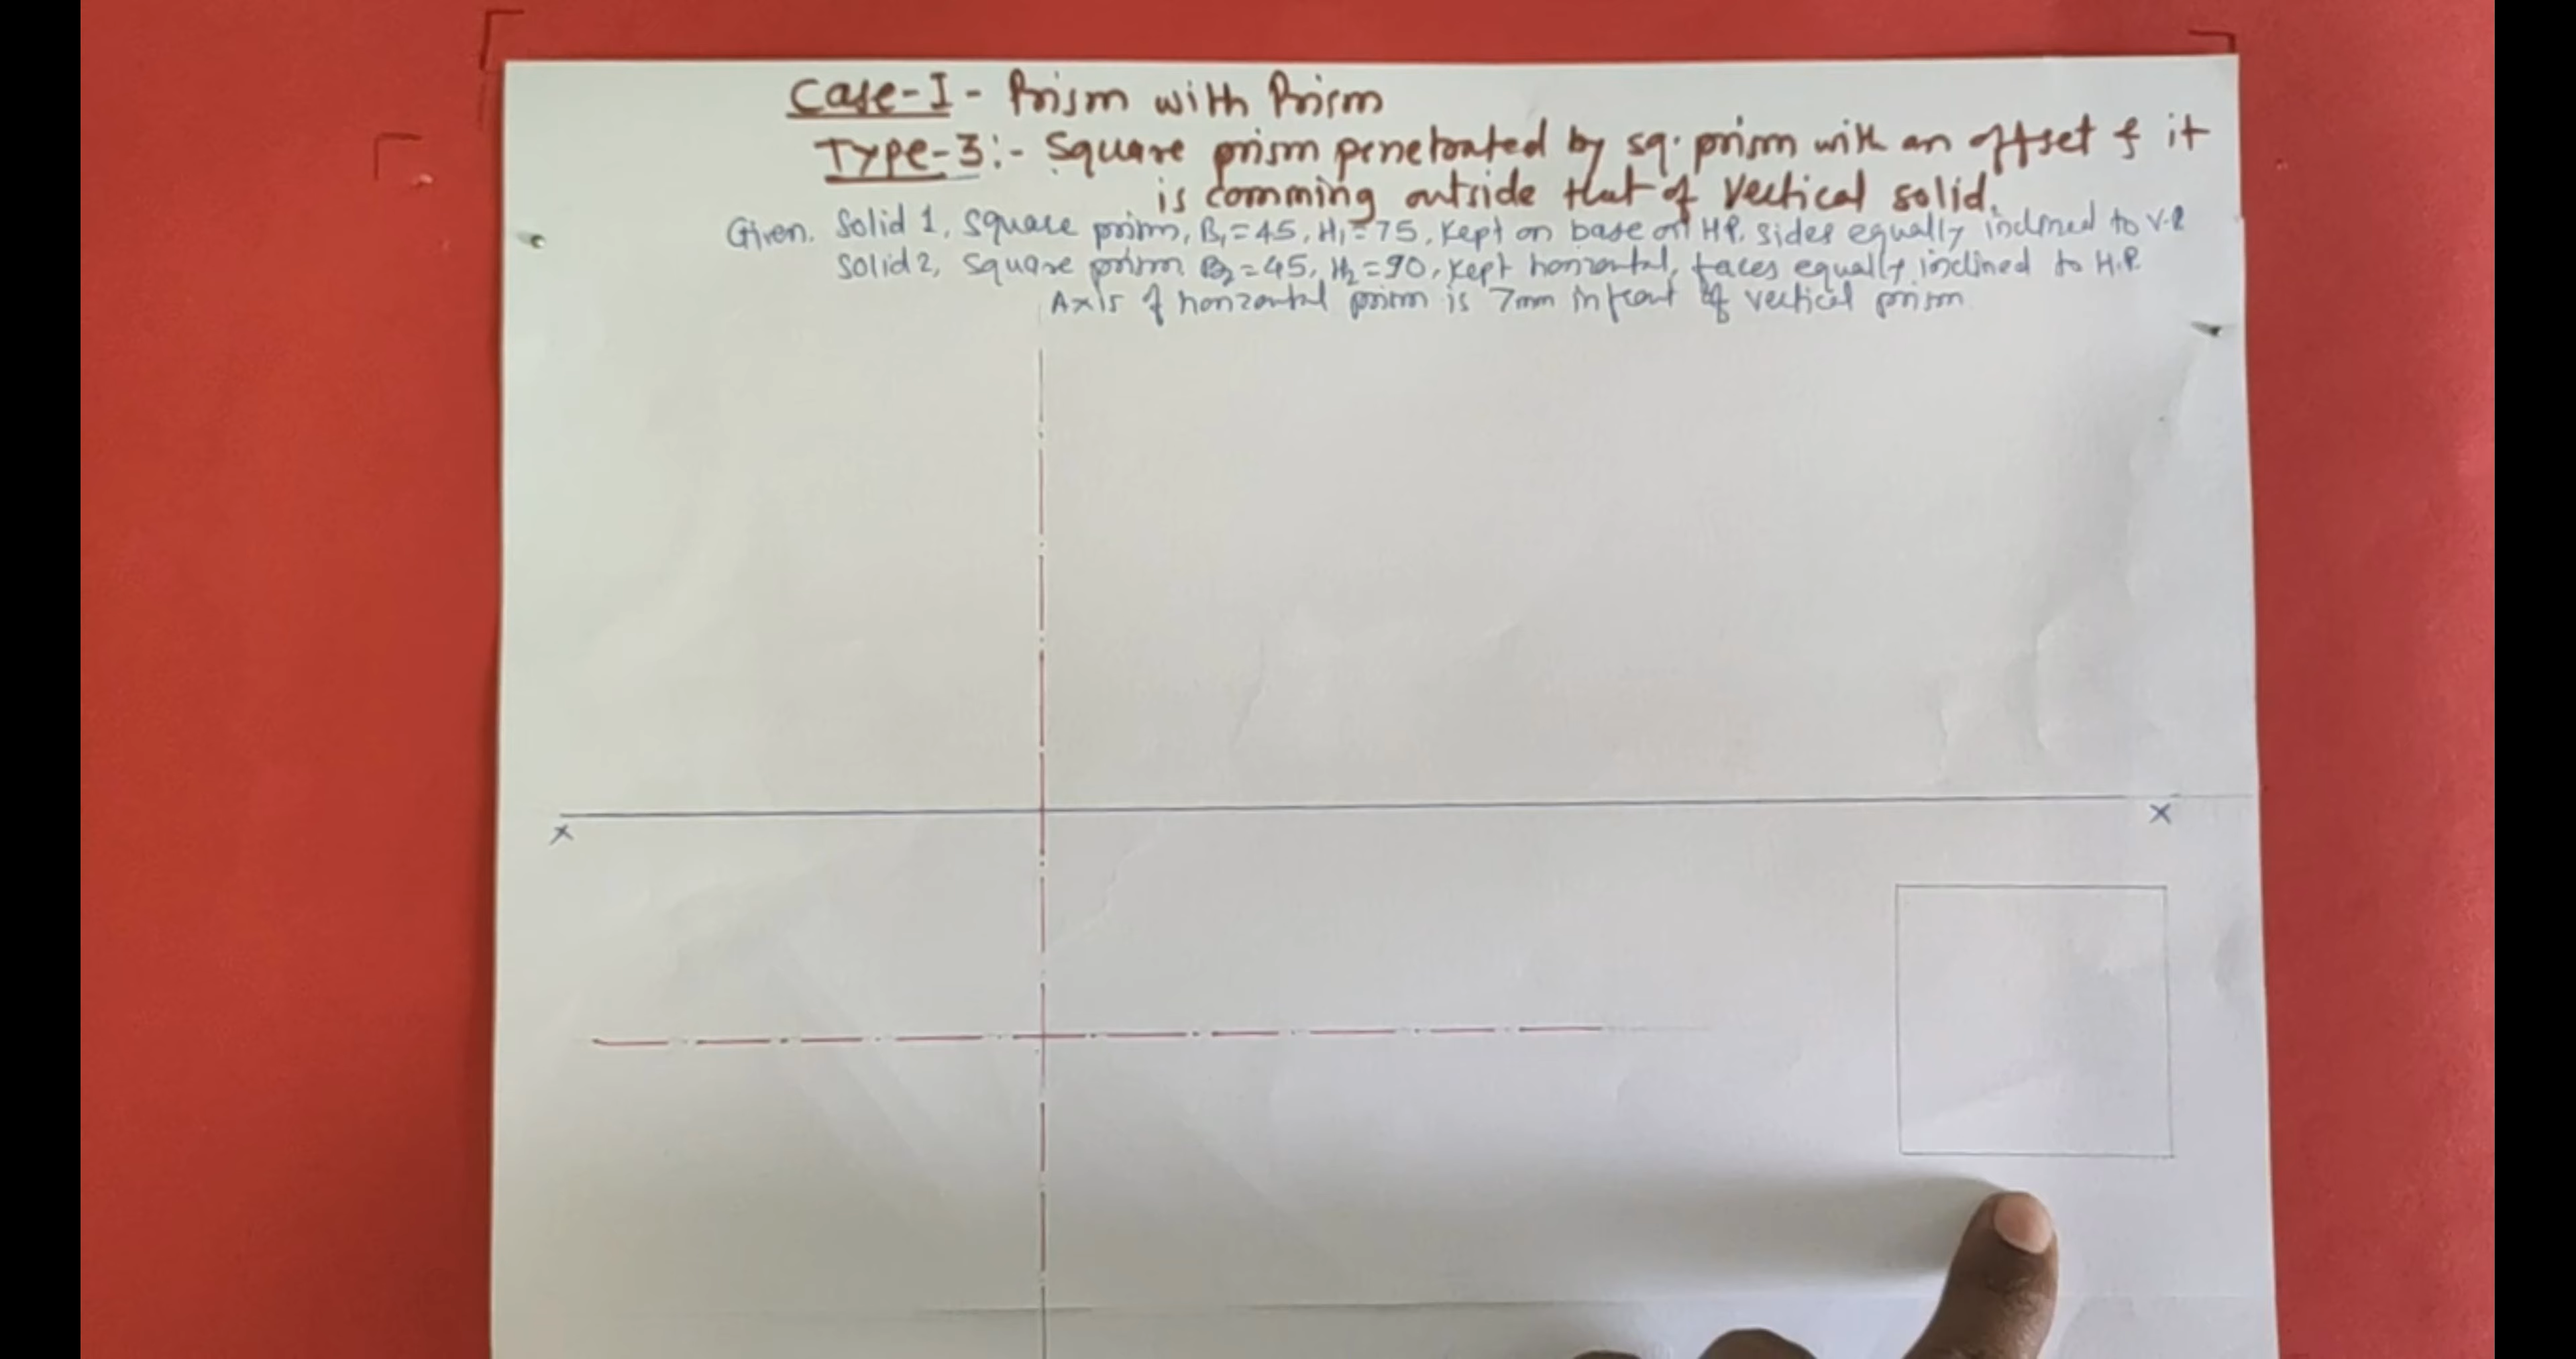 Case-I - Prism with Prism
Type-3:- Square prism penetrated by sq. prism with an offset & it
is comming outside that of Vertical solid.
Given. Solid 1, Square prism, B1=45, H1=75, Kept on base on HP. sides equally inclined to V.P
Solid 2, Square prism B2=45, H2=90, Kept horizontal, faces equally inclined to H.P.
Axis of horizontal prism is 7mm infront of vertical prism
X X